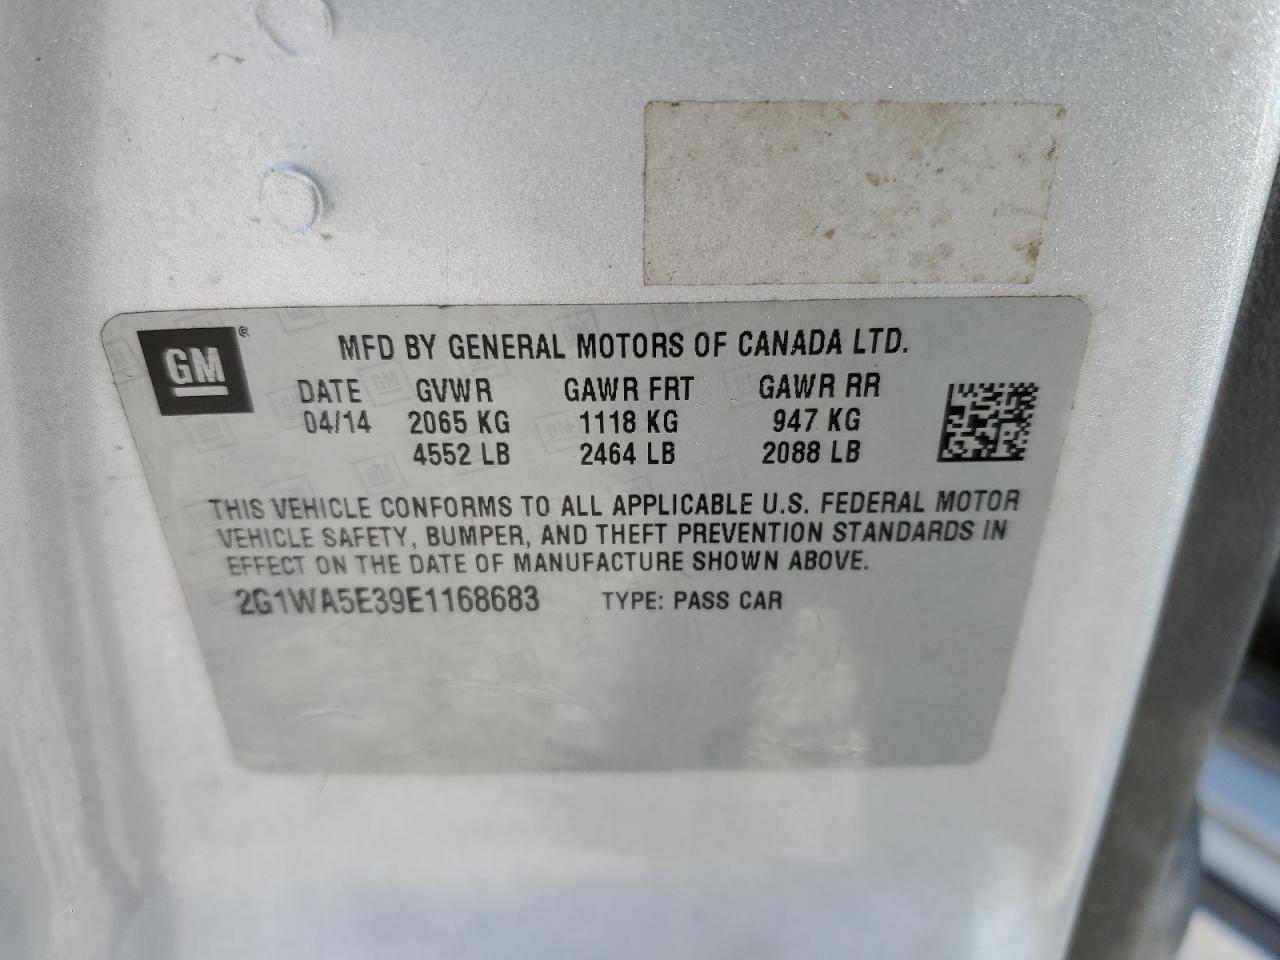 GM®
MFD BY GENERAL MOTORS OF CANADA LTD.
DATE GVWR GAWR FRT GAWR RR
04/14 2065 KG 1118 KG 947 KG
4552 LB 2464 LB 2088 LB
THIS VEHICLE CONFORMS TO ALL APPLICABLE U.S. FEDERAL MOTOR
VEHICLE SAFETY, BUMPER, AND THEFT PREVENTION STANDARDS IN
EFFECT ON THE DATE OF MANUFACTURE SHOWN ABOVE.
2G1WA5E39E1168683 TYPE: PASS CAR